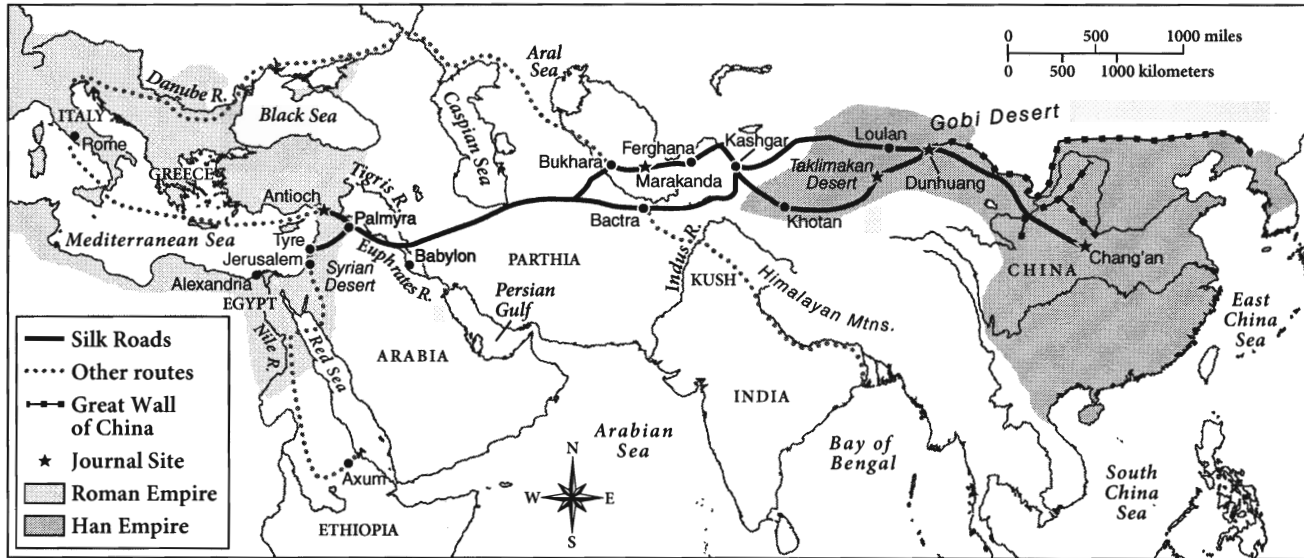 0 500 1000 miles
0 500 1000 kilometers
Aral
Sea
Danube R.
Black Sea
Caspian Sea
ITALY
Rome
GREECE
Antioch
Tigris R.
Palmyra
Mediterranean Sea
Tyre
Jerusalem
Alexandria
EGYPT
Syrian
Desert
Euphrates R.
Babylon
Nile R.
Red Sea
ARABIA
Persian
Gulf
PARTHIA
Bukhara
Ferghana
Marakanda
Bactra
Kashgar
Khotan
Taklimakan
Desert
Loulan
Dunhuang
Gobi Desert
Indus R.
KUSH
Himalayan Mtns.
CHINA
Chang'an
East
China
Sea
INDIA
Arabian
Sea
Bay of
Bengal
South
China
Sea
Axum
ETHIOPIA
N
W
E
S
Silk Roads
Other routes
Great Wall
of China
Journal Site
Roman Empire
Han Empire